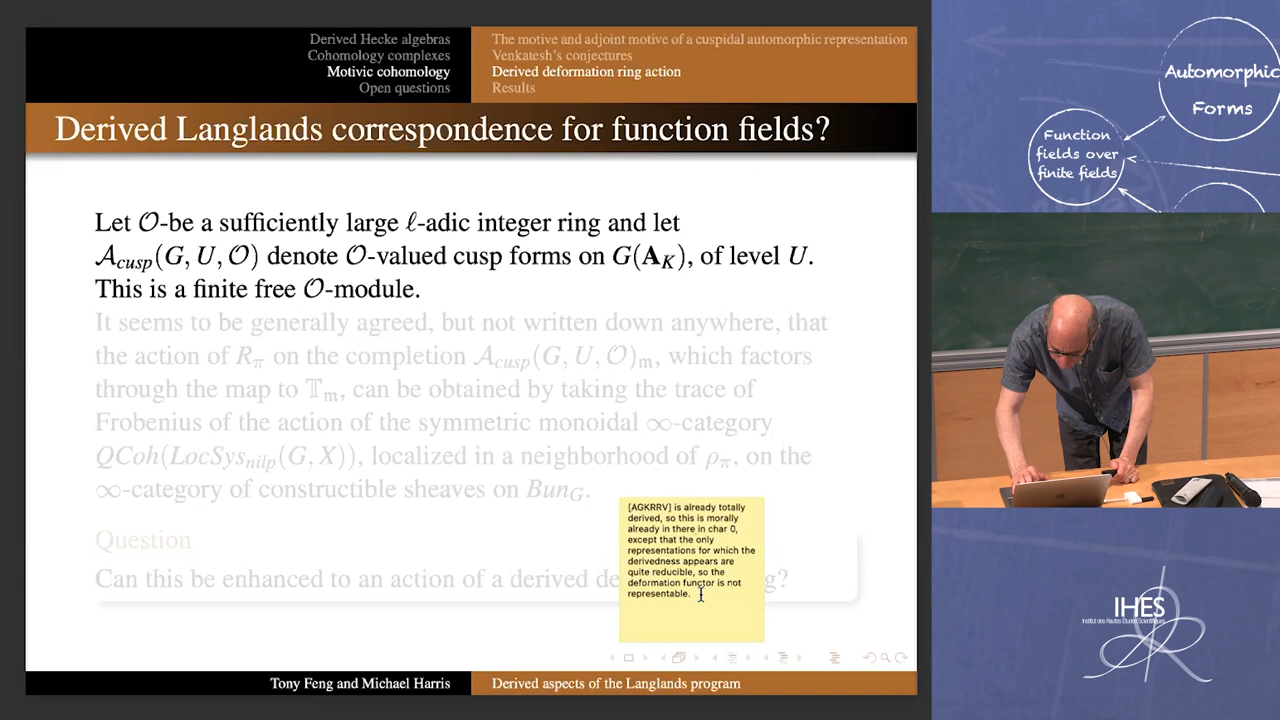 Derived Hecke algebras
Cohomology complexes
Motivic cohomology
Open questions
The motive and adjoint motive of a cuspidal automorphic representation
Venkatesh's conjectures
Derived deformation ring action
Results
Derived Langlands correspondence for function fields?
Let 𝒪-be a sufficiently large ℓ-adic integer ring and let
𝒜_cusp(G, U, 𝒪) denote 𝒪-valued cusp forms on G(𝐀_K), of level U.
This is a finite free 𝒪-module.
It seems to be generally agreed, but not written down anywhere, that
the action of R_π on the completion 𝒜_cusp(G, U, 𝒪)_𝔪, which factors
through the map to 𝕋_𝔪, can be obtained by taking the trace of
Frobenius of the action of the symmetric monoidal ∞-category
QCoh(LocSys_nilp(G, X)), localized in a neighborhood of ρ_π, on the
∞-category of constructible sheaves on Bun_G.
Question
Can this be enhanced to an action of a derived de g?
[AGKRRV] is already totally
derived, so this is morally
already in there in char 0,
except that the only
representations for which the
derivedness appears are
quite reducible, so the
deformation functor is not
representable.
Tony Feng and Michael Harris
Derived aspects of the Langlands program
Automorphic
Forms
Function
fields over
finite fields
IHES
Institut des Hautes Études Scientifiques